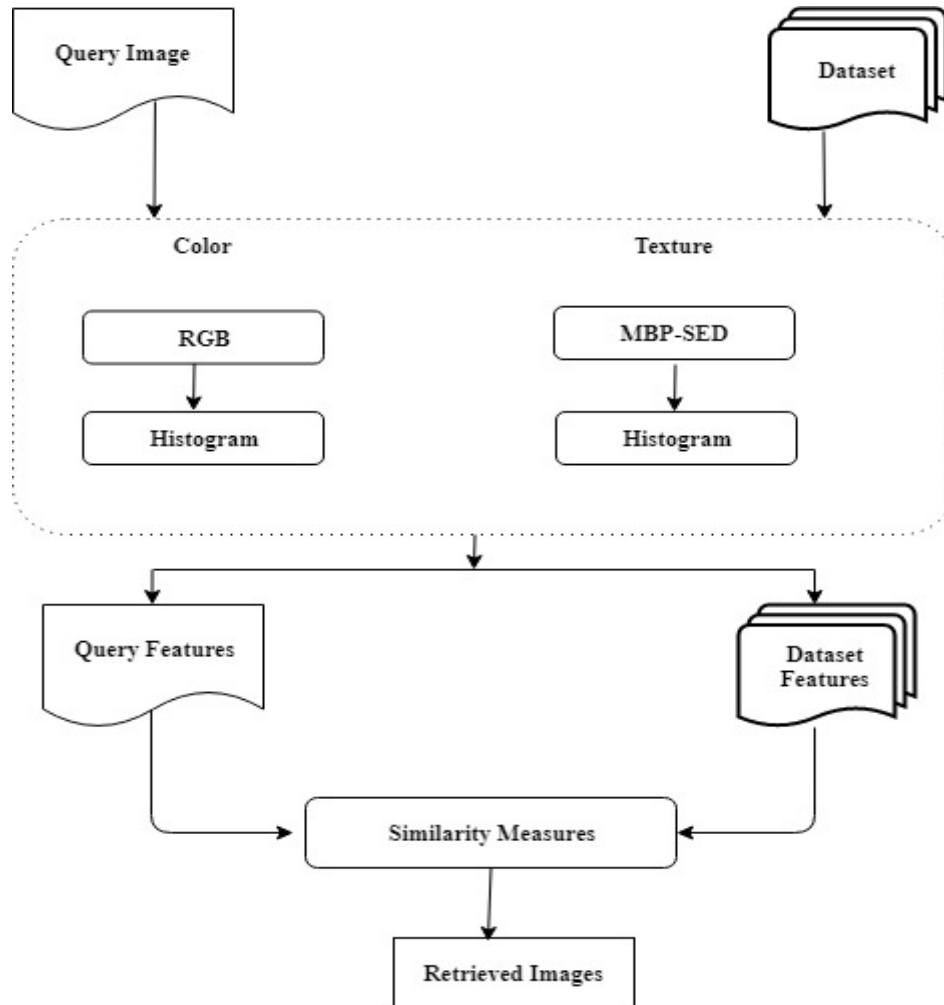 Query Image
Dataset
Color
Texture
RGB
MBP-SED
Histogram
Histogram
Query Features
Dataset
Features
Similarity Measures
Retrieved Images